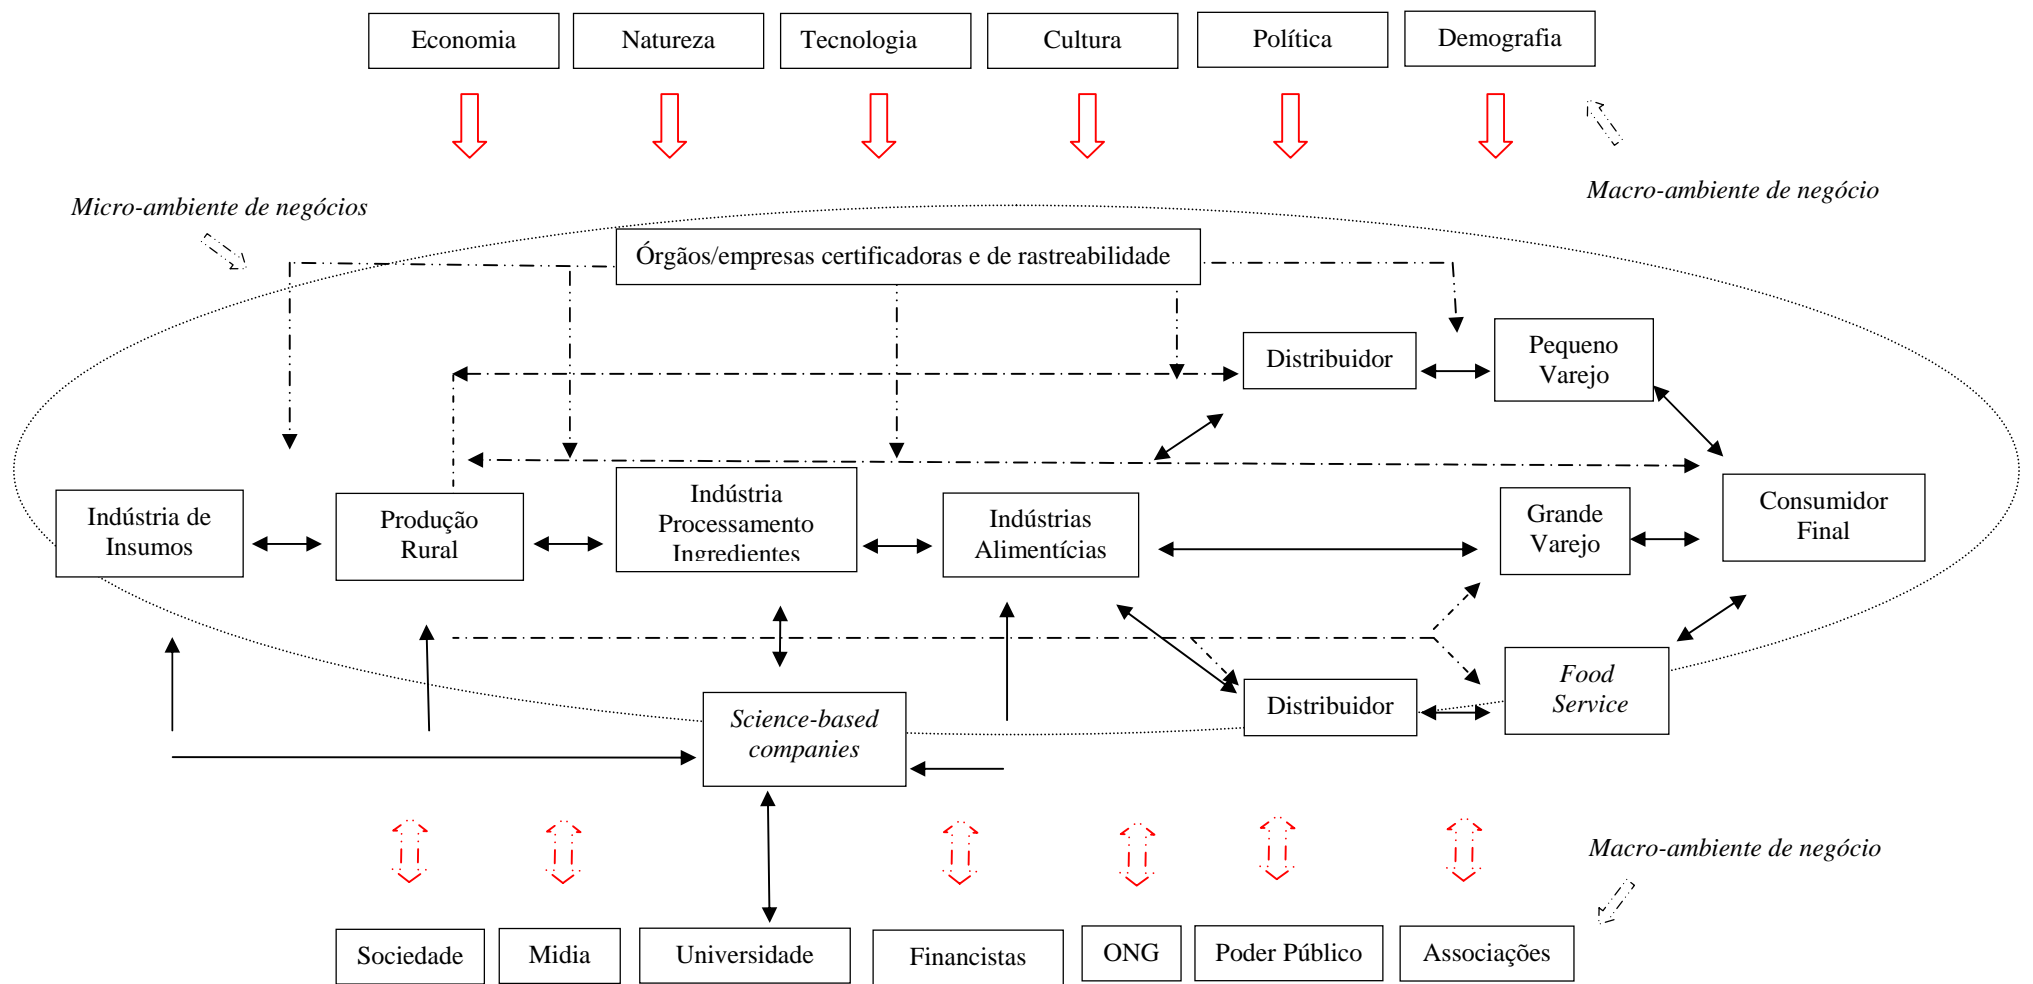 Economia
Natureza
Tecnologia
Cultura
Política
Demografia
Micro-ambiente de negócios
Macro-ambiente de negócio
Órgãos/empresas certificadoras e de rastreabilidade
Distribuidor
Pequeno
Varejo
Indústria de
Insumos
Produção
Rural
Indústria
Processamento
Ingredientes
Indústrias
Alimentícias
Grande
Varejo
Consumidor
Final
Science-based
companies
Distribuidor
Food
Service
Macro-ambiente de negócio
Sociedade
Midia
Universidade
Financistas
ONG
Poder Público
Associações